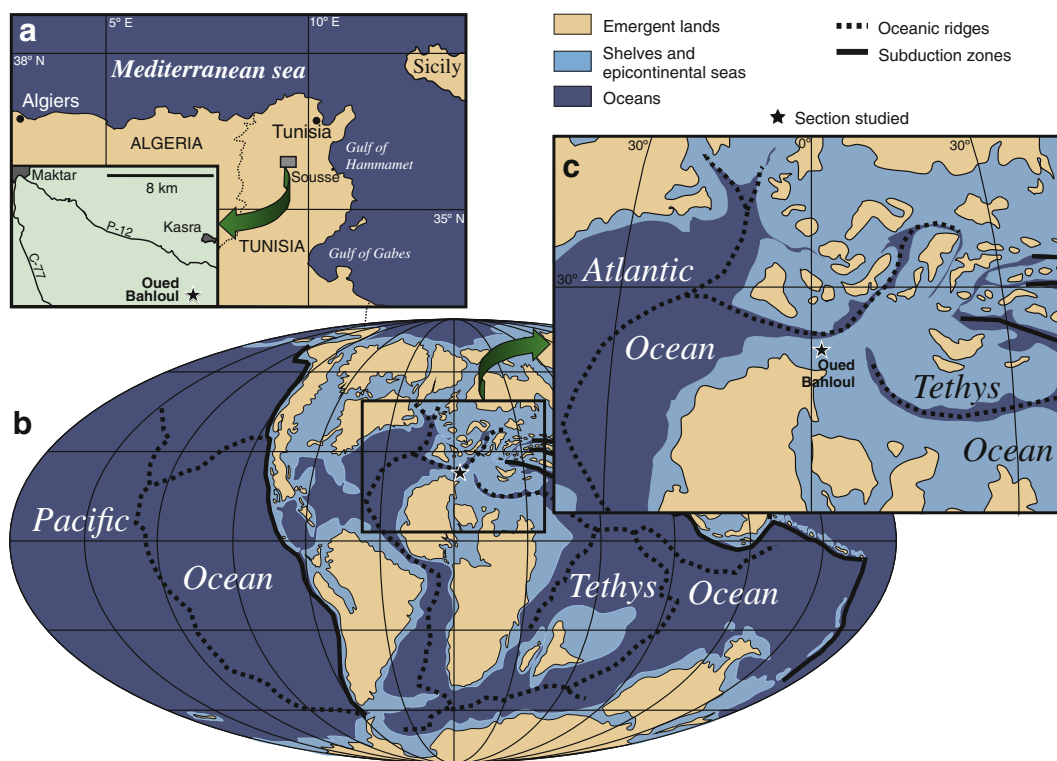 a
5° E
10° E
38° N
Mediterranean sea
Sicily
Algiers
ALGERIA
Tunisia
Gulf of
Hammamet
Sousse
35° N
TUNISIA
Gulf of Gabes
Maktar
8 km
Kasra
P-12
C-77
Oued
Bahloul
Emergent lands
Shelves and
epicontinental seas
Oceans
Oceanic ridges
Subduction zones
Section studied
c
30°
0°
30°
Atlantic
30°
Ocean
Oued
Bahloul
Tethys
Ocean
b
Pacific
Ocean
Tethys
Ocean